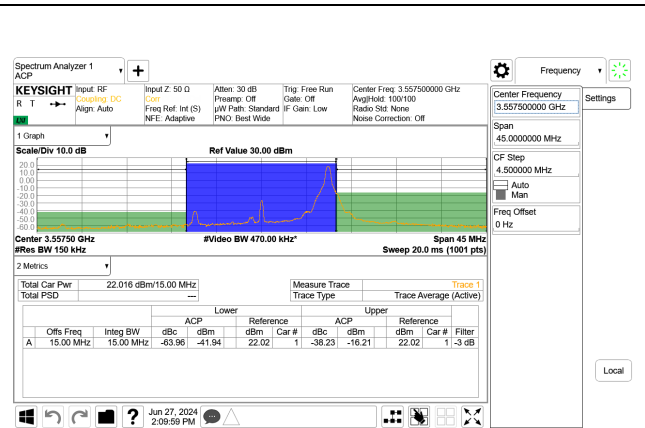 Spectrum Analyzer 1
ACP
Frequency
KEYSIGHT
R T
LNI
Input: RF
Coupling: DC
Align: Auto
Input Z: 50 Ω
Corr
Freq Ref: Int (S)
NFE: Adaptive
Atten: 30 dB
Preamp: Off
µW Path: Standard
PNO: Best Wide
Trig: Free Run
Gate: Off
IF Gain: Low
Center Freq: 3.557500000 GHz
Avg|Hold: 100/100
Radio Std: None
Noise Correction: Off
Center Frequency
3.557500000 GHz
Settings
Span
45.0000000 MHz
CF Step
4.500000 MHz
Auto
Man
Freq Offset
0 Hz
Local
1 Graph
Scale/Div 10.0 dB
Ref Value 30.00 dBm
20.0
10.0
0.00
-10.0
-20.0
-30.0
-40.0
-50.0
-60.0
Center 3.55750 GHz
#Video BW 470.00 kHz*
Span 45 MHz
#Res BW 150 kHz
Sweep 20.0 ms (1001 pts)
2 Metrics
Total Car Pwr 22.016 dBm/15.00 MHz
Total PSD ---
Measure Trace Trace 1
Trace Type Trace Average (Active)
Lower Upper
ACP Reference ACP Reference
Offs Freq Integ BW dBc dBm dBm Car # dBc dBm dBm Car # Filter
A 15.00 MHz 15.00 MHz -63.96 -41.94 22.02 1 -38.23 -16.21 22.02 1 -3 dB
?
Jun 27, 2024
2:09:59 PM